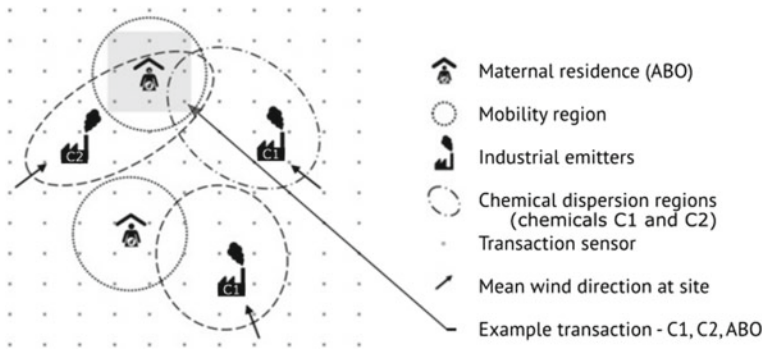 C2
C1
C1
Maternal residence (ABO)
Mobility region
Industrial emitters
Chemical dispersion regions
(chemicals C1 and C2)
Transaction sensor
Mean wind direction at site
Example transaction - C1, C2, ABO